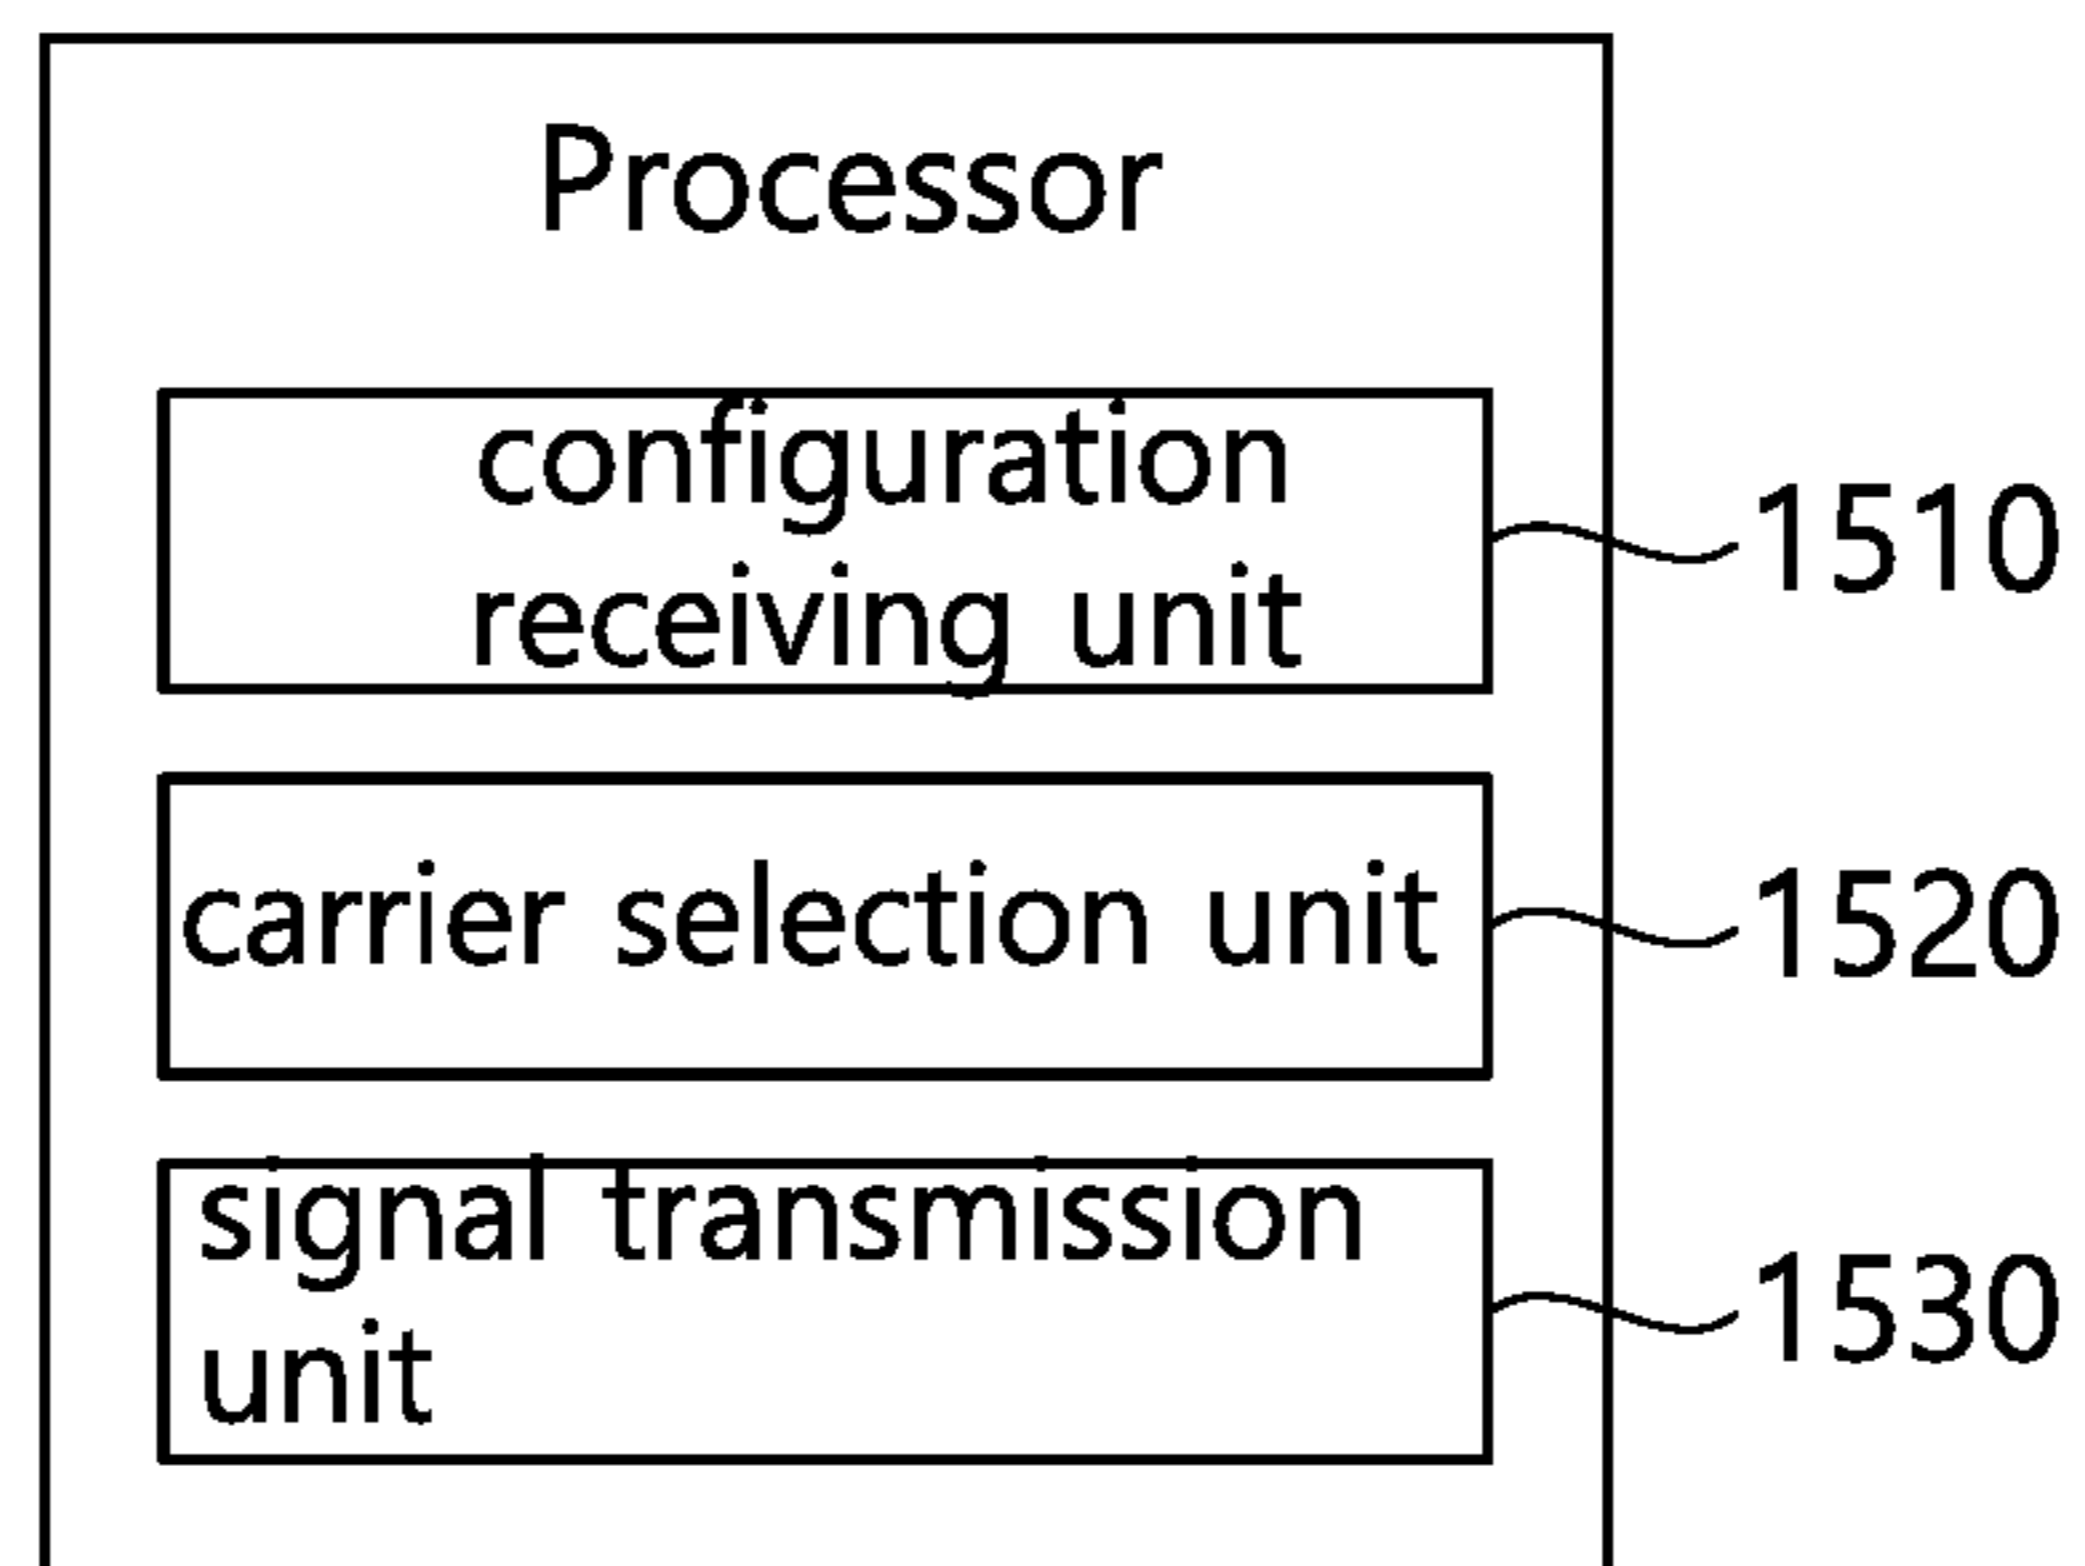 Processor
configuration
receiving unit
1510
carrier selection unit
1520
signal transmission
unit
1530